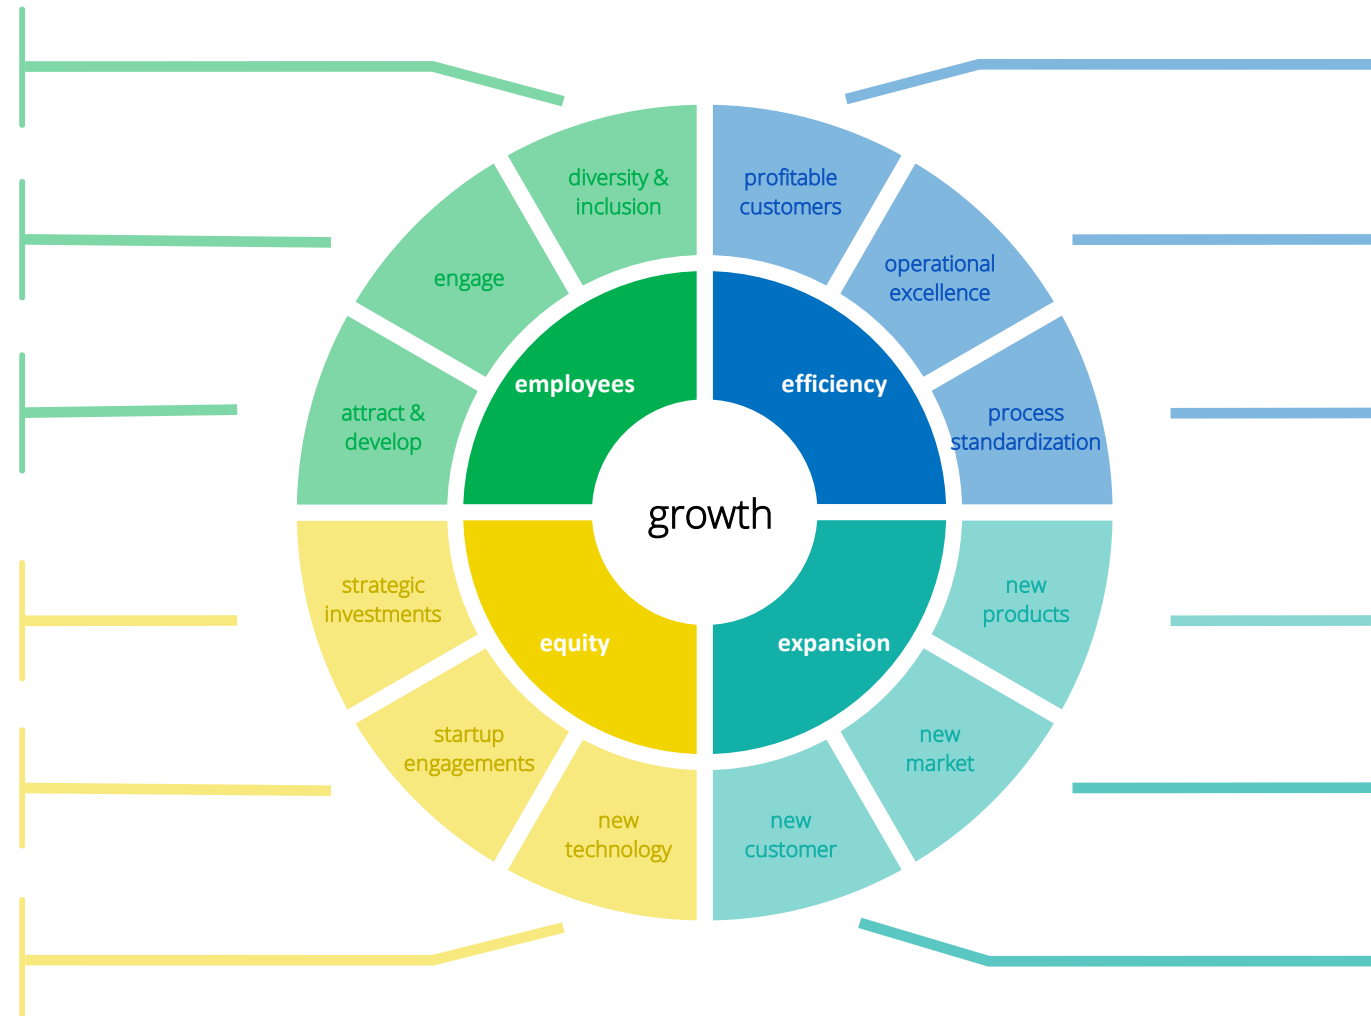 diversity &
inclusion
profitable
customers
engage
operational
excellence
attract &
develop
employees
efficiency
process
standardization
growth
strategic
investments
equity
expansion
new
products
startup
engagements
new
market
new
technology
new
customer